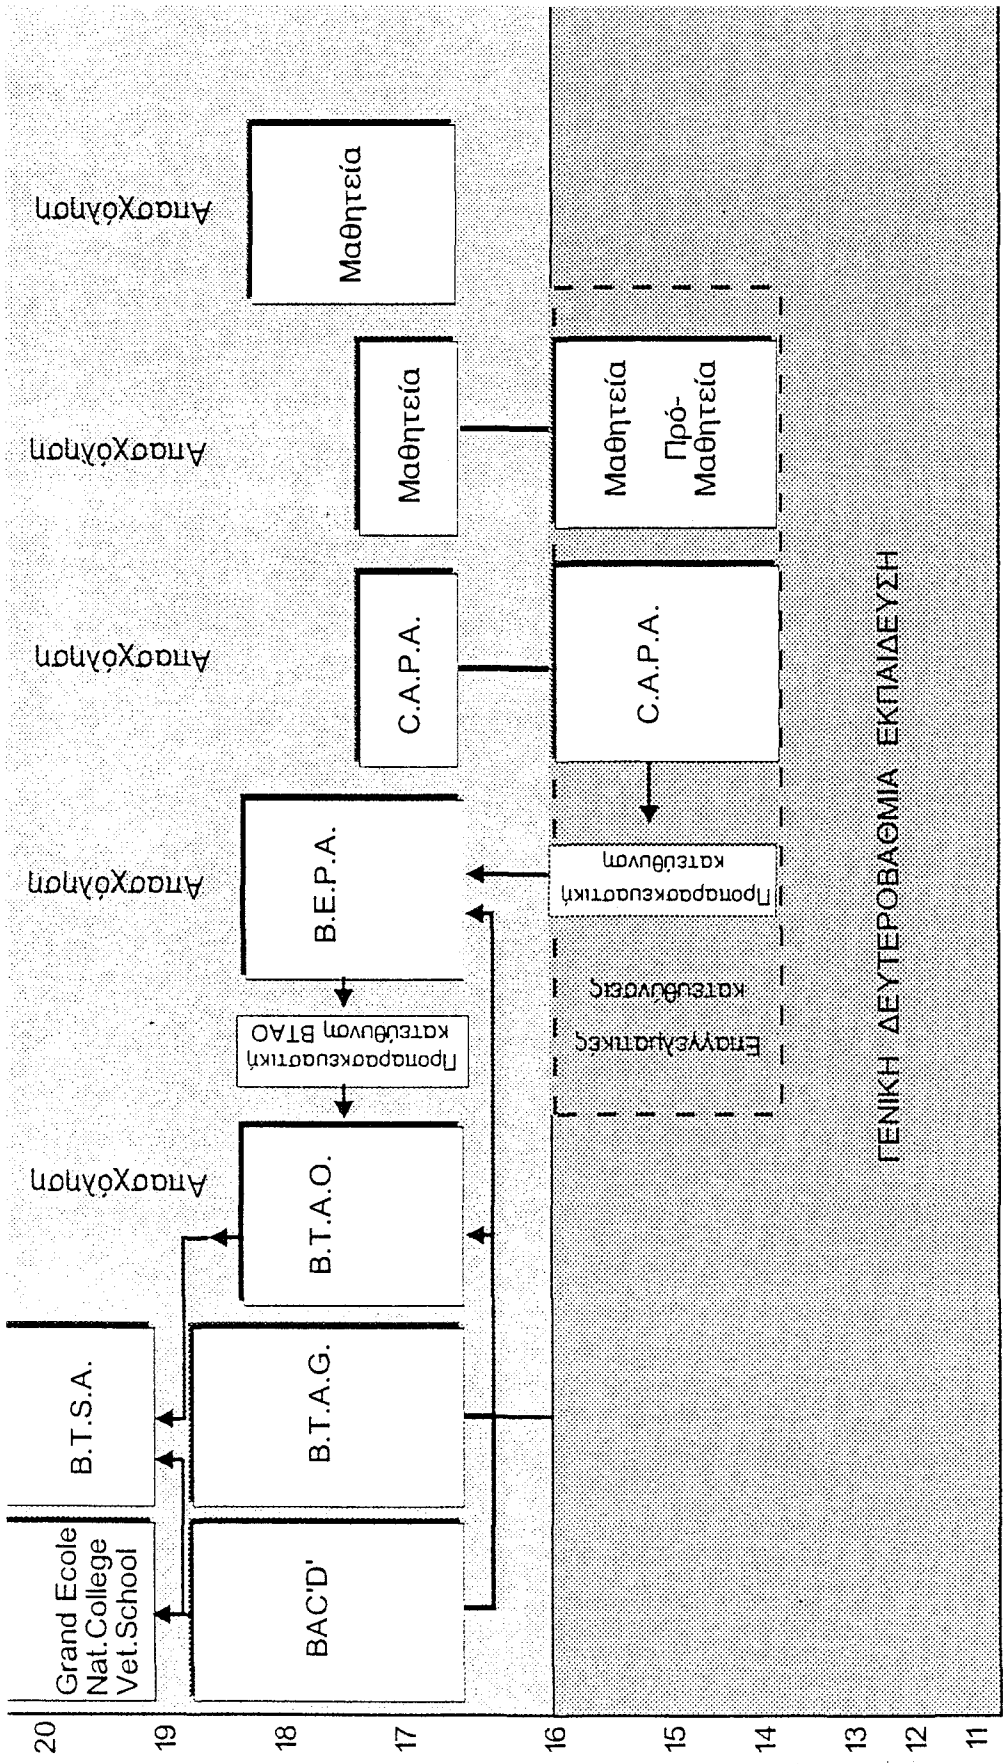 20
19
18
17
16
15
14
13
12
11
Grand Ecole
Nat.College
Vet.School
B.T.S.A.
BAC'D'
B.T.A.G.
B.T.A.O.
Απασχόληση
Προπαρασκευαστική
κατεύθυνση ΒΤΑΟ
B.E.P.A.
Απασχόληση
C.A.P.A.
Απασχόληση
Μαθητεία
Απασχόληση
Μαθητεία
Απασχόληση
Επαγγελματικές
κατευθύνσεις
Προπαρασκευαστική
κατεύθυνση
C.A.P.A.
Μαθητεία
Πρό-
Μαθητεία
ΓΕΝΙΚΗ ΔΕΥΤΕΡΟΒΑΘΜΙΑ ΕΚΠΑΙΔΕΥΣΗ